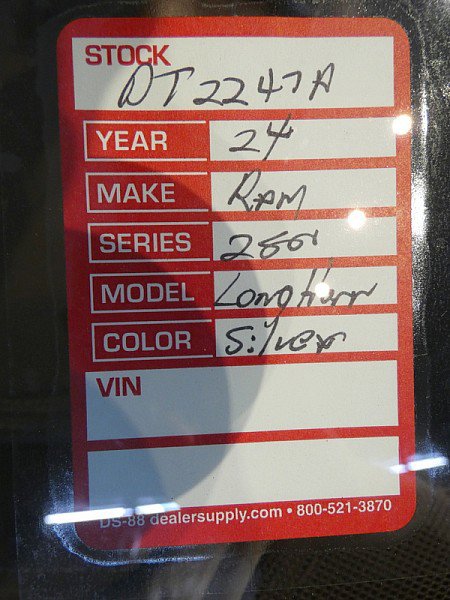 STOCK
DT2247A
YEAR 24
MAKE Ram
SERIES 2500
MODEL Longhorn
COLOR Silver
VIN
DS-88 dealersupply.com • 800-521-3870